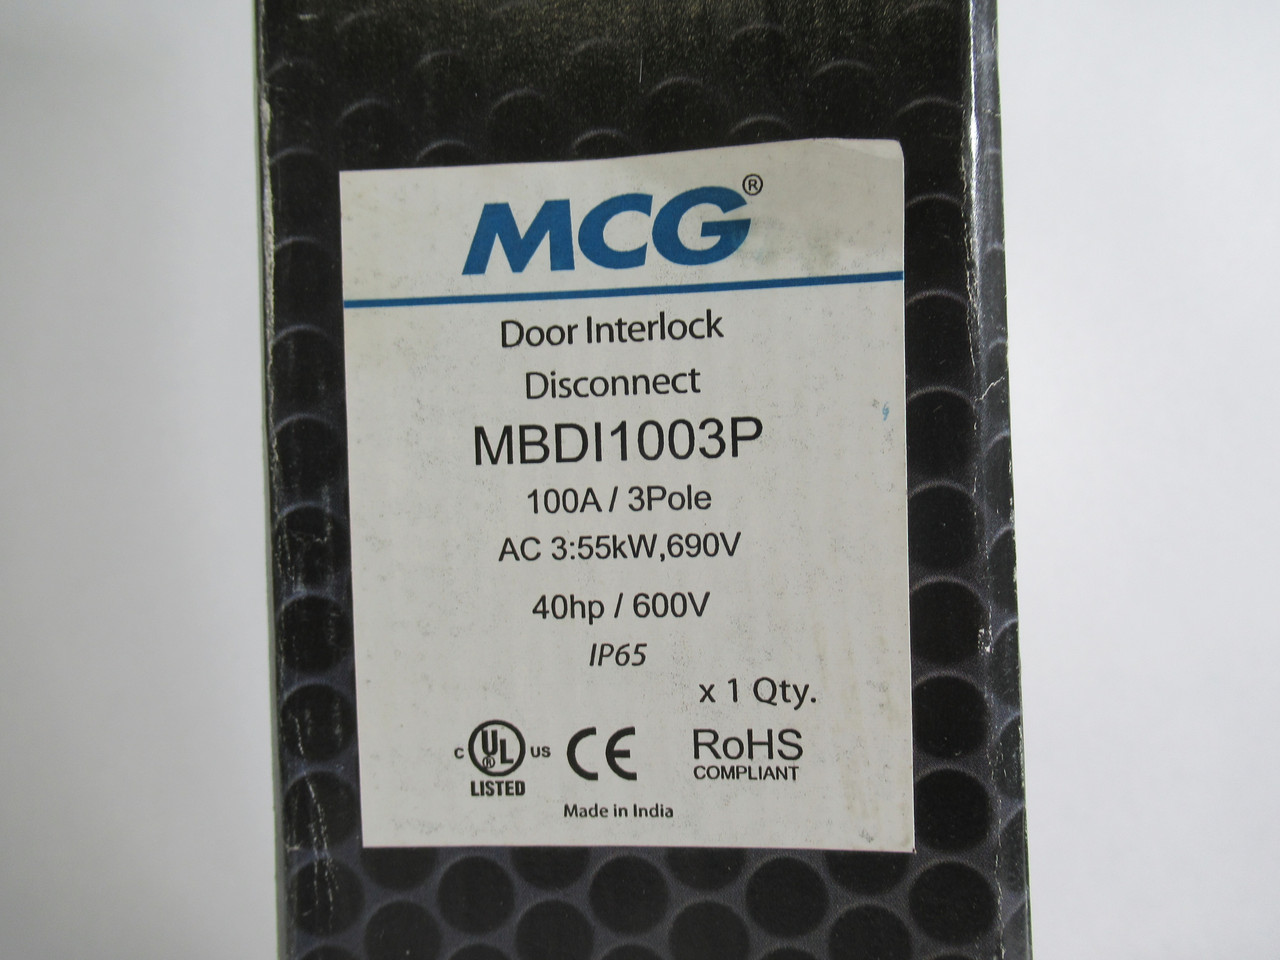 MCG®
Door Interlock
Disconnect
MBDI1003P
100A / 3Pole
AC 3:55kW,690V
40hp / 600V
IP65
x 1 Qty.
C UL® US CE RoHS
LISTED COMPLIANT
Made in India